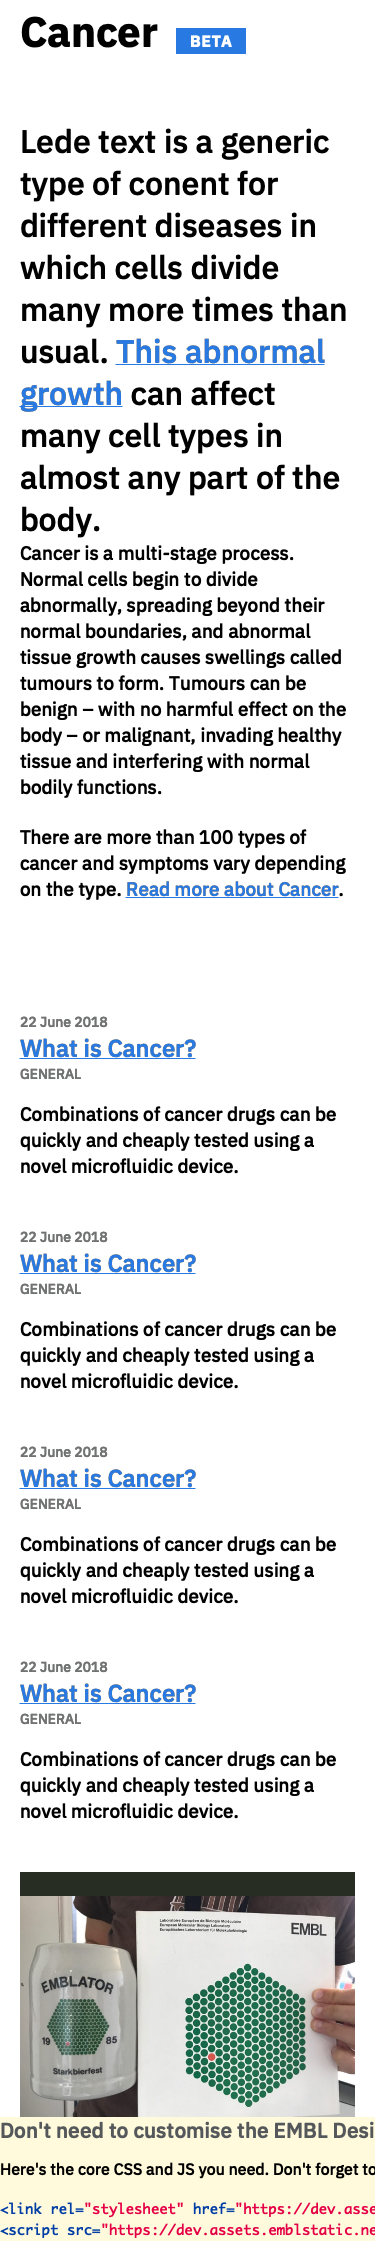 Cancer BETA
Lede text is a generic
type of conent for
different diseases in
which cells divide
many more times than
usual. This abnormal
growth can affect
many cell types in
almost any part of the
body.
Cancer is a multi-stage process.
Normal cells begin to divide
abnormally, spreading beyond their
normal boundaries, and abnormal
tissue growth causes swellings called
tumours to form. Tumours can be
benign – with no harmful effect on the
body – or malignant, invading healthy
tissue and interfering with normal
bodily functions.
There are more than 100 types of
cancer and symptoms vary depending
on the type. Read more about Cancer.
22 June 2018
What is Cancer?
GENERAL
Combinations of cancer drugs can be
quickly and cheaply tested using a
novel microfluidic device.
22 June 2018
What is Cancer?
GENERAL
Combinations of cancer drugs can be
quickly and cheaply tested using a
novel microfluidic device.
22 June 2018
What is Cancer?
GENERAL
Combinations of cancer drugs can be
quickly and cheaply tested using a
novel microfluidic device.
22 June 2018
What is Cancer?
GENERAL
Combinations of cancer drugs can be
quickly and cheaply tested using a
novel microfluidic device.
Laboratoire Européen de Biologie Moléculaire
European Molecular Biology Laboratory
Europäisches Laboratorium für Molekularbiologie
EMBL
EMBLATOR
19 85
Starkbierfest
Don't need to customise the EMBL Desi
Here's the core CSS and JS you need. Don't forget to
<link rel="stylesheet" href="https://dev.asse
<script src="https://dev.assets.emblstatic.ne